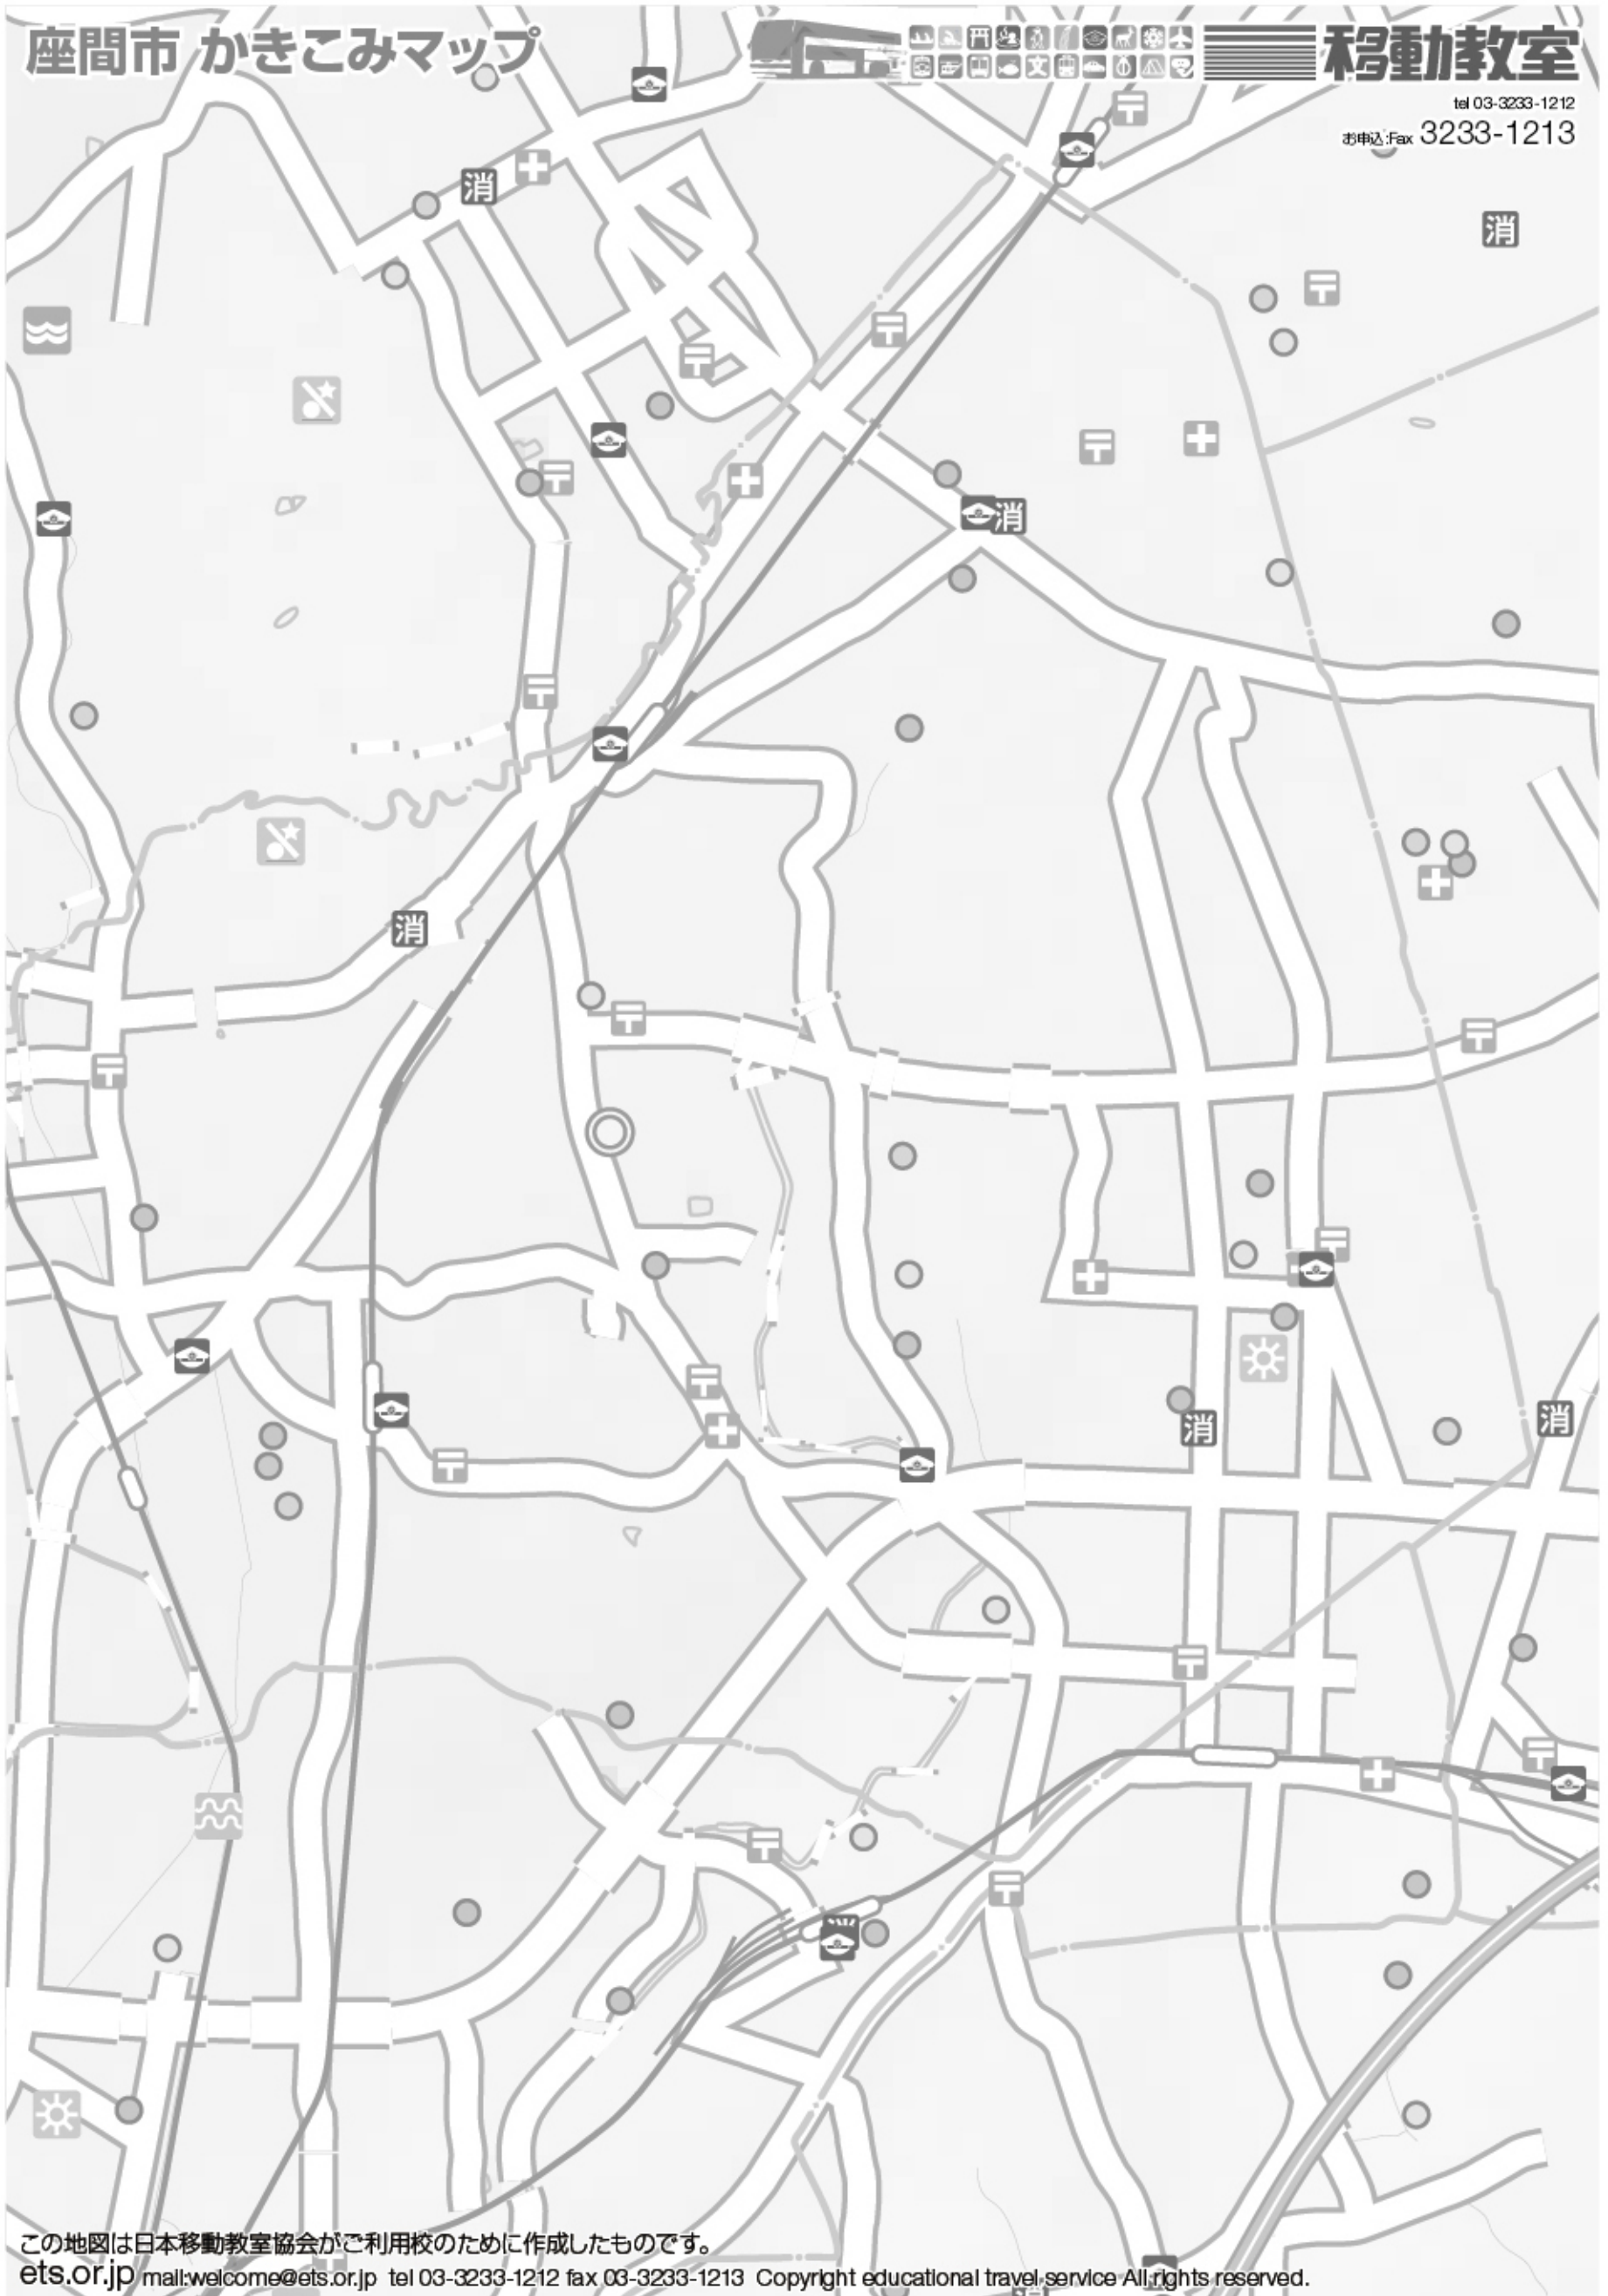 座間市 かきこみマップ
移動教室
tel 03-3233-1212
お申込:Fax 3233-1213
消
消
消
消
消
消
この地図は日本移動教室協会がご利用校のために作成したものです。
ets.or.jp mail:welcome@ets.or.jp tel 03-3233-1212 fax 03-3233-1213 Copyright educational travel service All rights reserved.